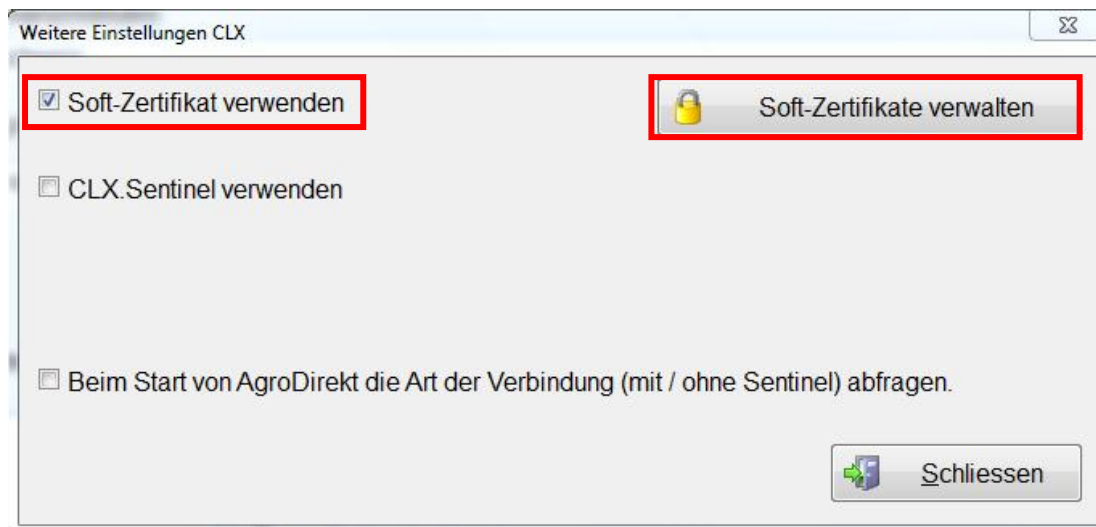 Weitere Einstellungen CLX
Soft-Zertifikat verwenden
Soft-Zertifikate verwalten
CLX.Sentinel verwenden
Beim Start von AgroDirekt die Art der Verbindung (mit / ohne Sentinel) abfragen.
Schliessen